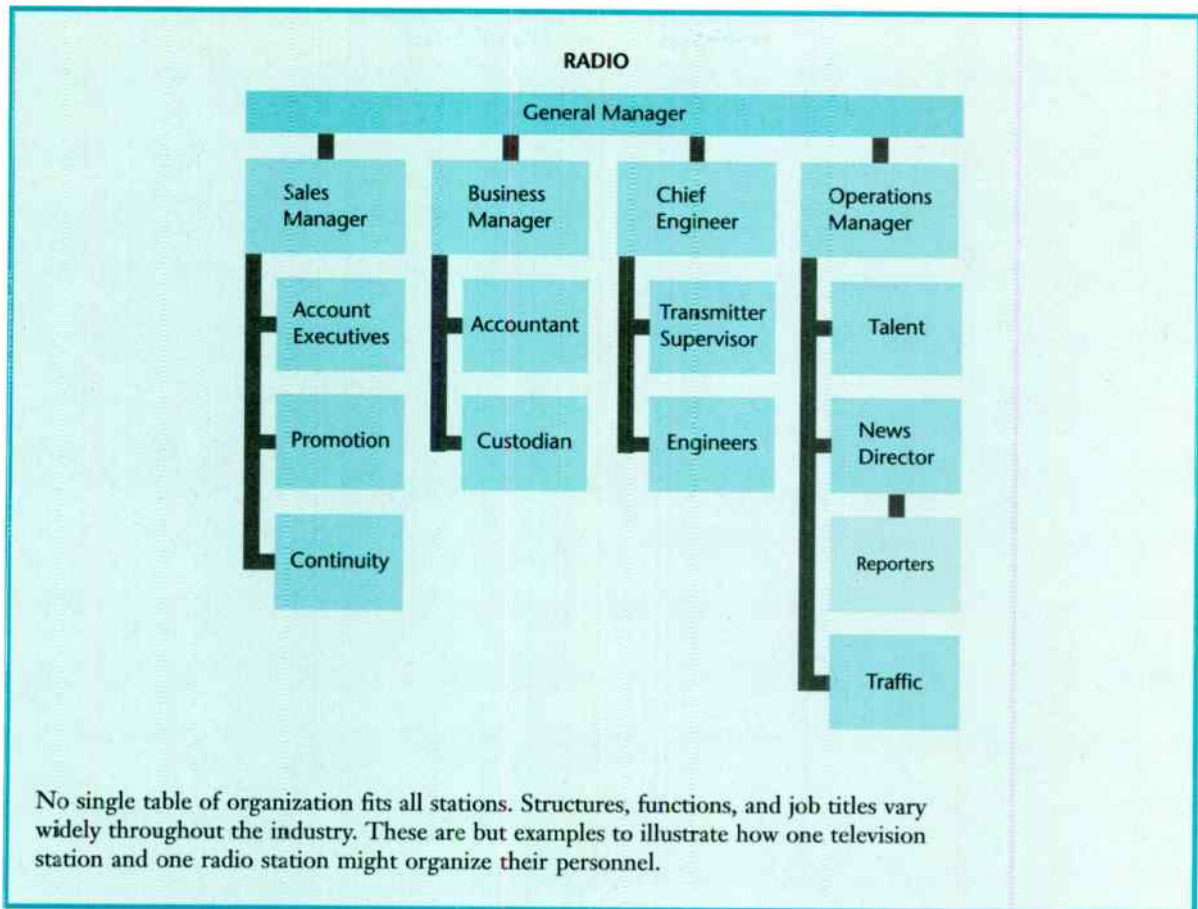 RADIO
General Manager
Sales
Manager
Account
Executives
Promotion
Continuity
Business
Manager
Accountant
Custodian
Chief
Engineer
Transmitter
Supervisor
Engineers
Operations
Manager
Talent
News
Director
Reporters
Traffic
No single table of organization fits all stations. Structures, functions, and job titles vary
widely throughout the industry. These are but examples to illustrate how one television
station and one radio station might organize their personnel.